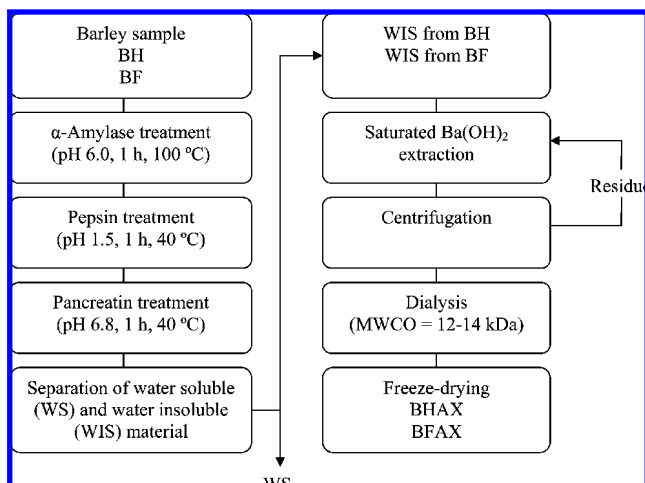 Barley sample
BH
BF
α-Amylase treatment
(pH 6.0, 1 h, 100 ºC)
Pepsin treatment
(pH 1.5, 1 h, 40 ºC)
Pancreatin treatment
(pH 6.8, 1 h, 40 ºC)
Separation of water soluble
(WS) and water insoluble
(WIS) material
WS
WIS from BH
WIS from BF
Saturated Ba(OH)₂
extraction
Residue
Centrifugation
Dialysis
(MWCO = 12-14 kDa)
Freeze-drying
BHAX
BFAX